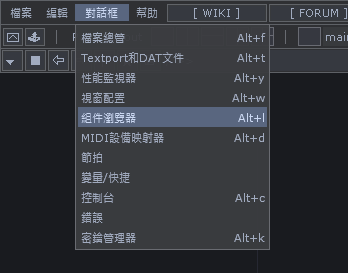 檔案 編輯 對話框 幫助 [ WIKI ] [ FORUM ]
檔案總管 Alt+f
Textport和DAT文件 Alt+t
性能監視器 Alt+y
視窗配置 Alt+w
組件瀏覽器 Alt+l
MIDI設備映射器 Alt+d
節拍
變量/快捷
控制台 Alt+c
錯誤
密鑰管理器 Alt+k